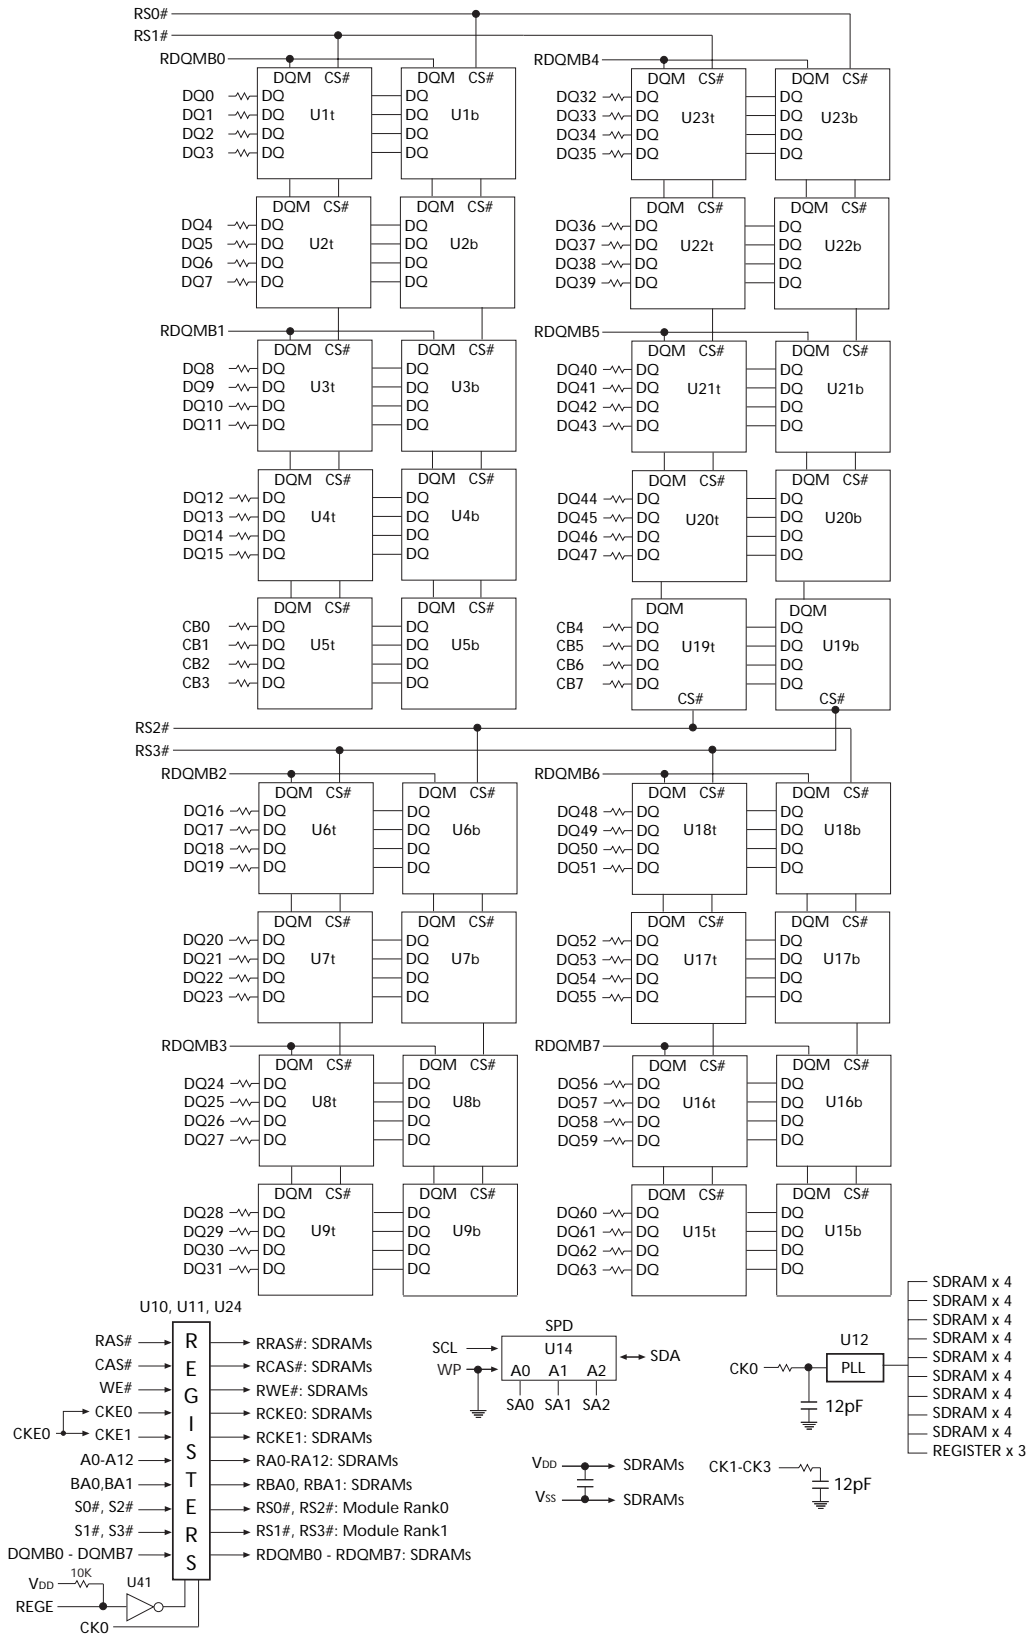 RS0#
RS1#
RDQMB0
RDQMB4
DQM CS#
DQM CS#
DQM CS#
DQM CS#
DQ0 DQ U1t DQ U1b
DQ1 DQ DQ
DQ2 DQ DQ
DQ3 DQ DQ
DQ32 DQ U23t DQ U23b
DQ33 DQ DQ
DQ34 DQ DQ
DQ35 DQ DQ
DQM CS#
DQM CS#
DQM CS#
DQM CS#
DQ4 DQ U2t DQ U2b
DQ5 DQ DQ
DQ6 DQ DQ
DQ7 DQ DQ
DQ36 DQ U22t DQ U22b
DQ37 DQ DQ
DQ38 DQ DQ
DQ39 DQ DQ
RDQMB1
RDQMB5
DQM CS#
DQM CS#
DQM CS#
DQM CS#
DQ8 DQ U3t DQ U3b
DQ9 DQ DQ
DQ10 DQ DQ
DQ11 DQ DQ
DQ40 DQ U21t DQ U21b
DQ41 DQ DQ
DQ42 DQ DQ
DQ43 DQ DQ
DQM CS#
DQM CS#
DQM CS#
DQM CS#
DQ12 DQ U4t DQ U4b
DQ13 DQ DQ
DQ14 DQ DQ
DQ15 DQ DQ
DQ44 DQ U20t DQ U20b
DQ45 DQ DQ
DQ46 DQ DQ
DQ47 DQ DQ
DQM CS#
DQM CS#
DQM
DQM
CB0 DQ U5t DQ U5b
CB1 DQ DQ
CB2 DQ DQ
CB3 DQ DQ
CB4 DQ U19t DQ U19b
CB5 DQ DQ
CB6 DQ DQ
CB7 DQ DQ
CS#
CS#
RS2#
RS3#
RDQMB2
RDQMB6
DQM CS#
DQM CS#
DQM CS#
DQM CS#
DQ16 DQ U6t DQ U6b
DQ17 DQ DQ
DQ18 DQ DQ
DQ19 DQ DQ
DQ48 DQ U18t DQ U18b
DQ49 DQ DQ
DQ50 DQ DQ
DQ51 DQ DQ
DQM CS#
DQM CS#
DQM CS#
DQM CS#
DQ20 DQ U7t DQ U7b
DQ21 DQ DQ
DQ22 DQ DQ
DQ23 DQ DQ
DQ52 DQ U17t DQ U17b
DQ53 DQ DQ
DQ54 DQ DQ
DQ55 DQ DQ
RDQMB3
RDQMB7
DQM CS#
DQM CS#
DQM CS#
DQM CS#
DQ24 DQ U8t DQ U8b
DQ25 DQ DQ
DQ26 DQ DQ
DQ27 DQ DQ
DQ56 DQ U16t DQ U16b
DQ57 DQ DQ
DQ58 DQ DQ
DQ59 DQ DQ
DQM CS#
DQM CS#
DQM CS#
DQM CS#
DQ28 DQ U9t DQ U9b
DQ29 DQ DQ
DQ30 DQ DQ
DQ31 DQ DQ
DQ60 DQ U15t DQ U15b
DQ61 DQ DQ
DQ62 DQ DQ
DQ63 DQ DQ
U10, U11, U24
REGISTERS
RAS# RRAS#: SDRAMs
CAS# RCAS#: SDRAMs
WE# RWE#: SDRAMs
CKE0 RCKE0: SDRAMs
CKE0
CKE1 RCKE1: SDRAMs
A0-A12 RA0-RA12: SDRAMs
BA0,BA1 RBA0, RBA1: SDRAMs
S0#, S2# RS0#, RS2#: Module Rank0
S1#, S3# RS1#, RS3#: Module Rank1
DQMB0 - DQMB7 RDQMB0 - RDQMB7: SDRAMs
VDD 10K
U41
REGE
CK0
SPD
SCL U14
WP A0 A1 A2
SDA
SA0 SA1 SA2
VDD SDRAMs
VSS SDRAMs
U12
CK0 PLL
12pF
CK1-CK3
12pF
SDRAM x 4
SDRAM x 4
SDRAM x 4
SDRAM x 4
SDRAM x 4
SDRAM x 4
SDRAM x 4
SDRAM x 4
SDRAM x 4
REGISTER x 3